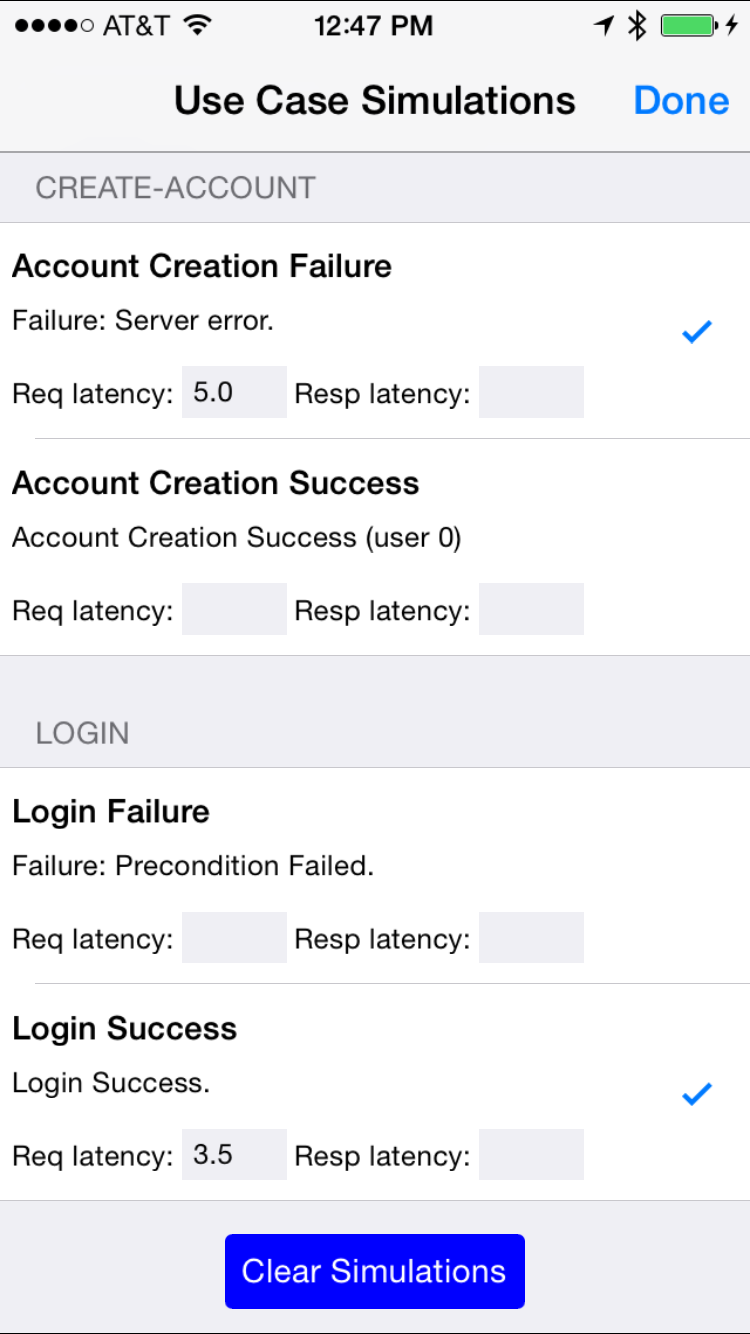 AT&T 12:47 PM
Use Case Simulations Done
CREATE-ACCOUNT
Account Creation Failure
Failure: Server error.
Req latency: 5.0 Resp latency:
Account Creation Success
Account Creation Success (user 0)
Req latency: Resp latency:
LOGIN
Login Failure
Failure: Precondition Failed.
Req latency: Resp latency:
Login Success
Login Success.
Req latency: 3.5 Resp latency:
Clear Simulations